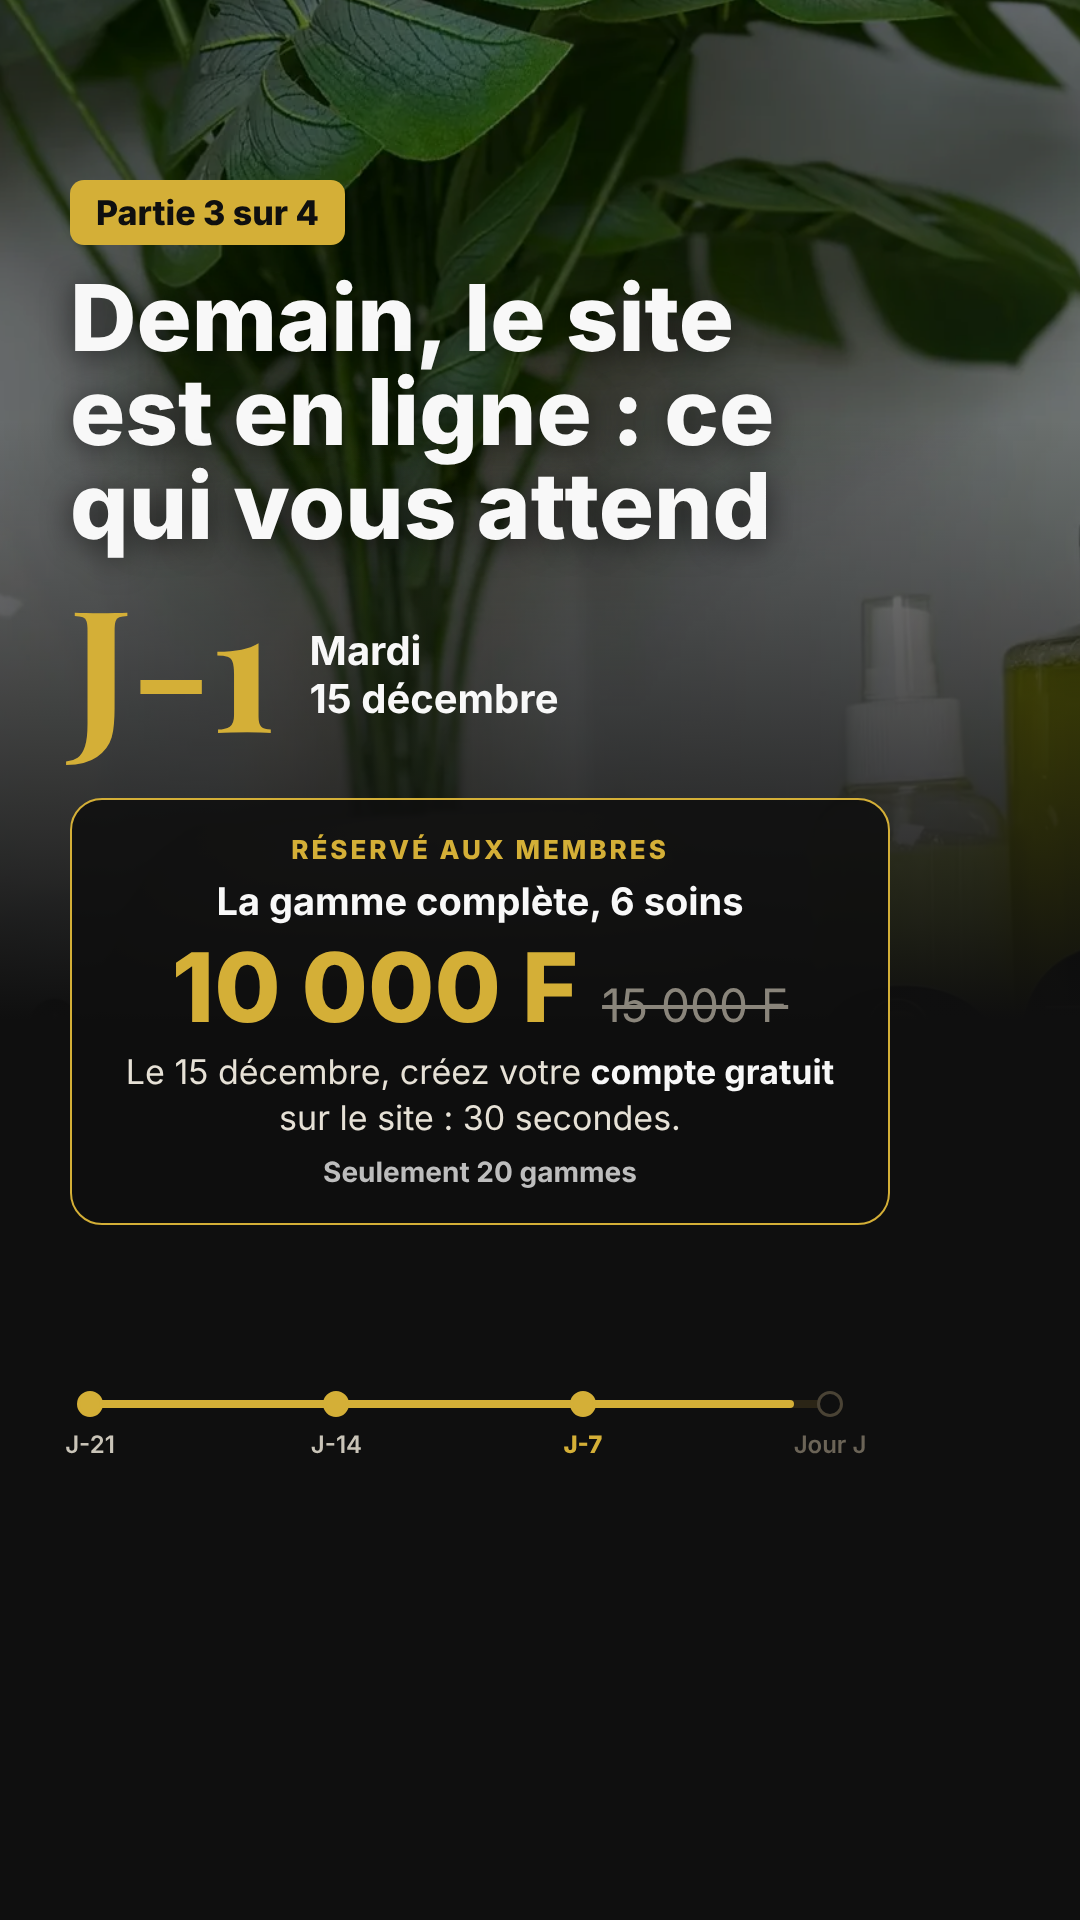 Partie 3 sur 4
Demain, le site
est en ligne : ce
qui vous attend
J-1
Mardi
15 décembre
RÉSERVÉ AUX MEMBRES
La gamme complète, 6 soins
10 000 F 15 000 F
Le 15 décembre, créez votre compte gratuit
sur le site : 30 secondes.
Seulement 20 gammes
J-21 J-14 J-7 Jour J